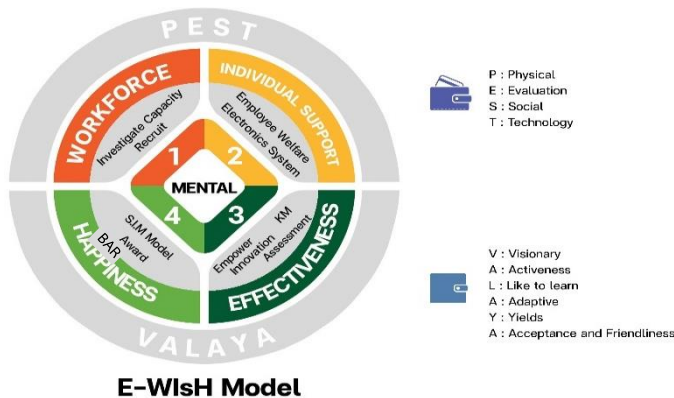 PEST
WORKFORCE
Investigate Capacity
Recruit
INDIVIDUAL SUPPORT
Employee Welfare
Electronics System
1
2
MENTAL
4
3
HAPPINESS
S.I.M Model
Award
BAR
EFFECTIVENESS
Empower
Innovation
KM
Assessment
VALAYA
E-WIsH Model
P : Physical
E : Evaluation
S : Social
T : Technology
V : Visionary
A : Activeness
L : Like to learn
A : Adaptive
Y : Yields
A : Acceptance and Friendliness